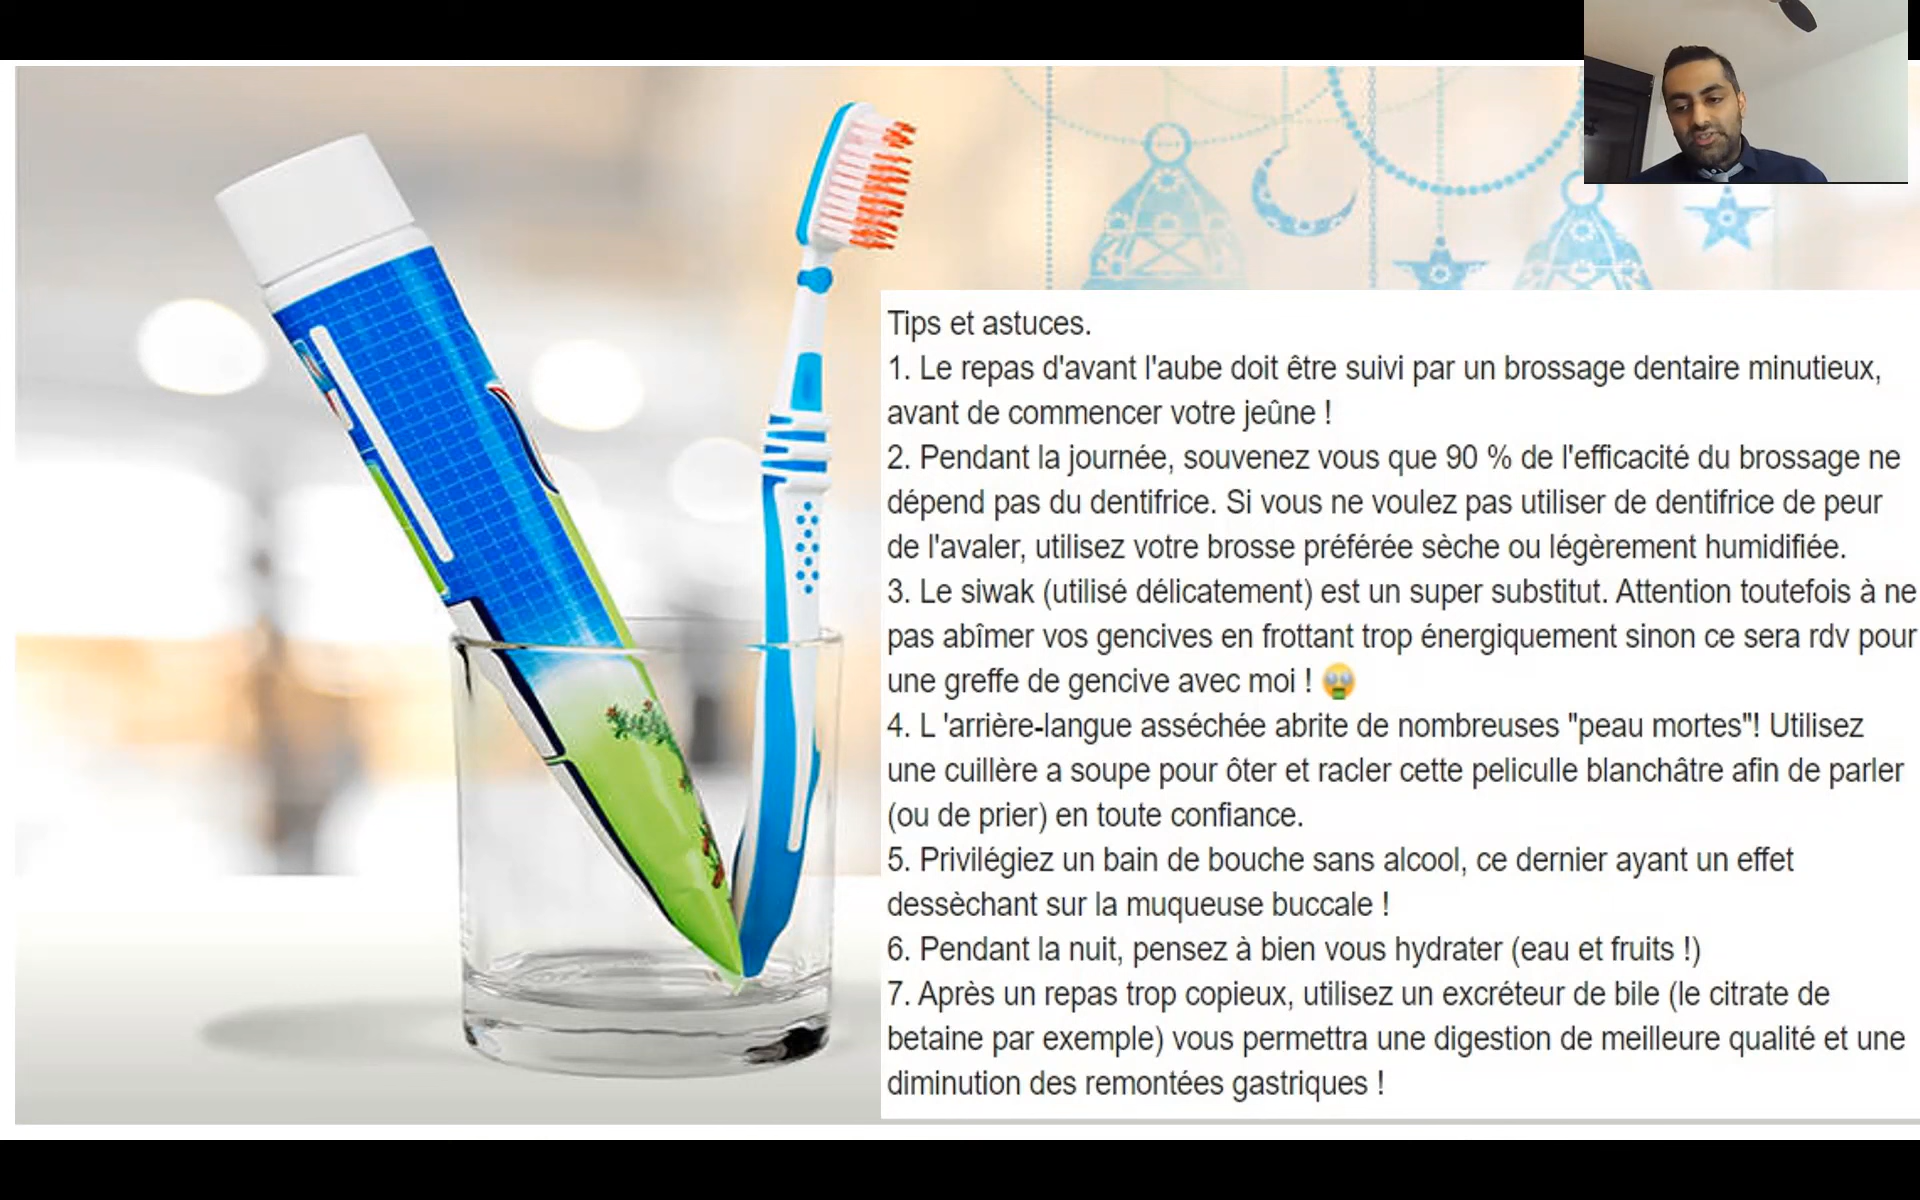 Tips et astuces.
1. Le repas d'avant l'aube doit être suivi par un brossage dentaire minutieux,
avant de commencer votre jeûne !
2. Pendant la journée, souvenez vous que 90 % de l'efficacité du brossage ne
dépend pas du dentifrice. Si vous ne voulez pas utiliser de dentifrice de peur
de l'avaler, utilisez votre brosse préférée sèche ou légèrement humidifiée.
3. Le siwak (utilisé délicatement) est un super substitut. Attention toutefois à ne
pas abîmer vos gencives en frottant trop énergiquement sinon ce sera rdv pour
une greffe de gencive avec moi ! 🤮
4. L 'arrière-langue asséchée abrite de nombreuses "peau mortes"! Utilisez
une cuillère a soupe pour ôter et racler cette peliculle blanchâtre afin de parler
(ou de prier) en toute confiance.
5. Privilégiez un bain de bouche sans alcool, ce dernier ayant un effet
dessèchant sur la muqueuse buccale !
6. Pendant la nuit, pensez à bien vous hydrater (eau et fruits !)
7. Après un repas trop copieux, utilisez un excréteur de bile (le citrate de
betaine par exemple) vous permettra une digestion de meilleure qualité et une
diminution des remontées gastriques !